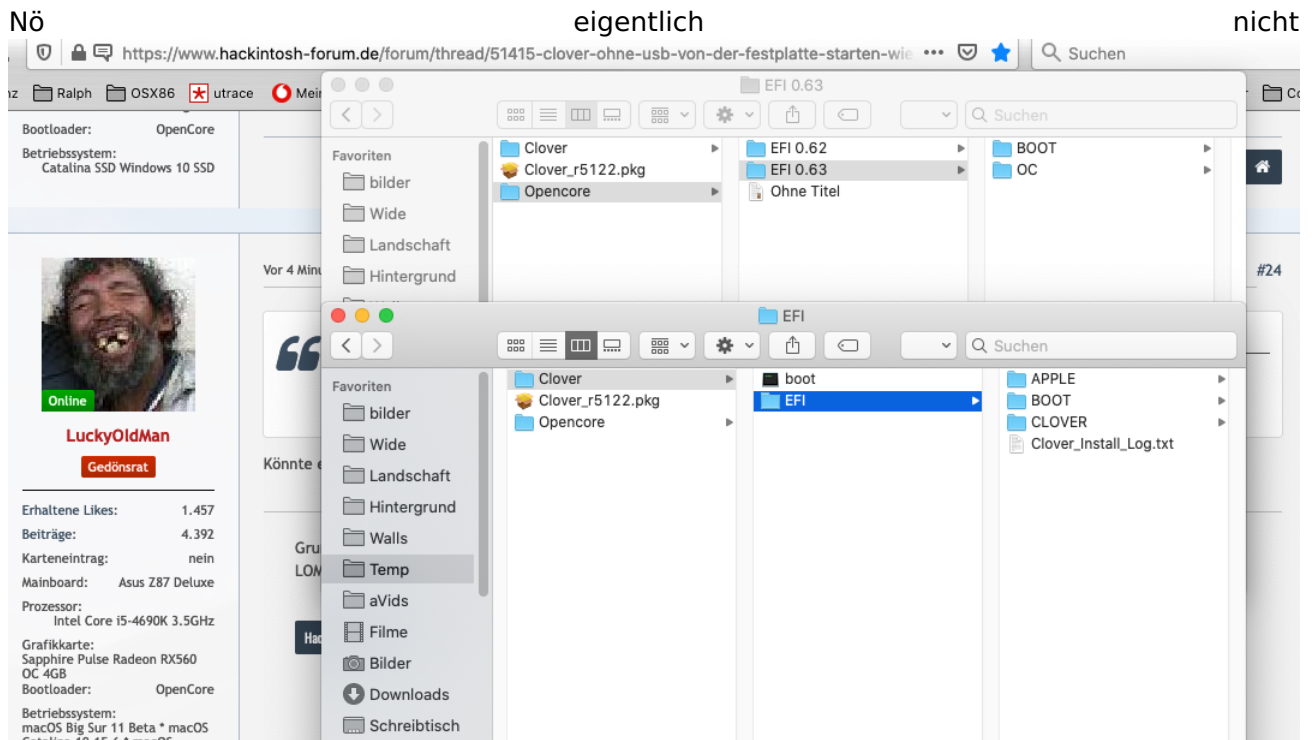 Nö eigentlich nicht
https://www.hackintosh-forum.de/forum/thread/51415-clover-ohne-usb-von-der-festplatte-starten-wie
Suchen
Ralph OSX86 utrace
EFI 0.63
Suchen
Bootloader: OpenCore
Betriebssystem:
Catalina SSD Windows 10 SSD
Favoriten
bilder
Wide
Landschaft
Hintergrund
Clover
Clover_r5122.pkg
Opencore
EFI 0.62
EFI 0.63
Ohne Titel
BOOT
OC
Online
LuckyOldMan
Gedönsrat
Erhaltene Likes: 1.457
Beiträge: 4.392
Karteneintrag: nein
Mainboard: Asus Z87 Deluxe
Prozessor:
Intel Core i5-4690K 3.5GHz
Grafikkarte:
Sapphire Pulse Radeon RX560
OC 4GB
Bootloader: OpenCore
Betriebssystem:
macOS Big Sur 11 Beta * macOS
Vor 4 Minu
#24
Könnte e
Gru
LOM
Hac
EFI
Suchen
Favoriten
bilder
Wide
Landschaft
Hintergrund
Walls
Temp
aVids
Filme
Bilder
Downloads
Schreibtisch
Clover
Clover_r5122.pkg
Opencore
boot
EFI
APPLE
BOOT
CLOVER
Clover_Install_Log.txt